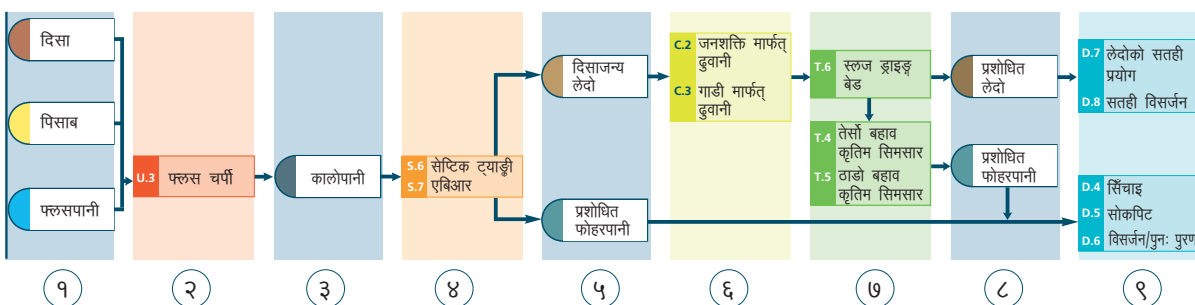 दिसा
पिसाब
फ्लसपानी
U.3 फ्लस चर्पी
कालोपानी
S.6 सेप्टिक ट्याङ्की
S.7 एबिआर
दिसाजन्य
लेदो
प्रशोधित
फोहरपानी
C.2 जनशक्ति मार्फत्
ढुवानी
C.3 गाडी मार्फत्
ढुवानी
T.6 स्लज ड्राइङ्ग
बेड
T.4 तेर्सो बहाव
कृतिम सिमसार
T.5 ठाडो बहाव
कृतिम सिमसार
प्रशोधित
लेदो
प्रशोधित
फोहरपानी
D.7 लेदोको सतही
प्रयोग
D.8 सतही विसर्जन
D.4 सिँचाइ
D.5 सोकपिट
D.6 विसर्जन/पुनः पुरण
१ २ ३ ४ ५ ६ ७ ८ ९